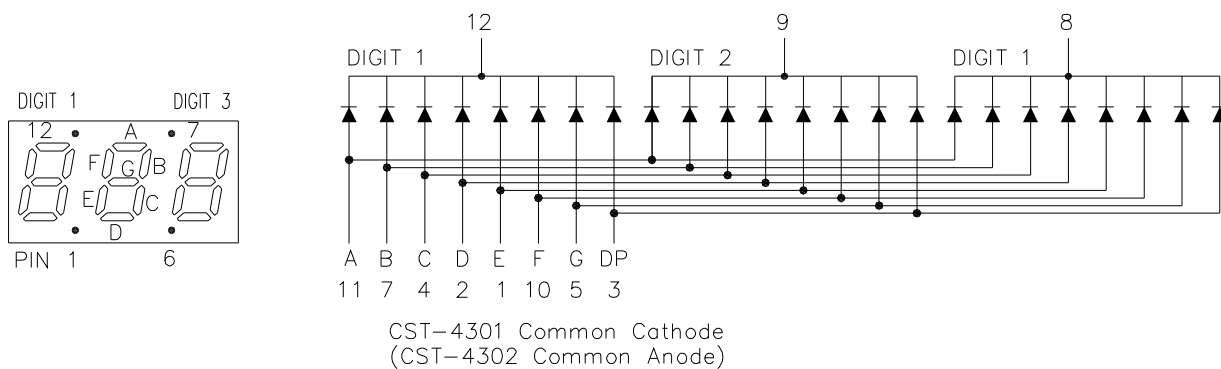 DIGIT 1 DIGIT 3
12 A 7
F G B
E C
D
PIN 1 6
12 9 8
DIGIT 1 DIGIT 2 DIGIT 1
A B C D E F G DP
11 7 4 2 1 10 5 3
CST-4301 Common Cathode
(CST-4302 Common Anode)